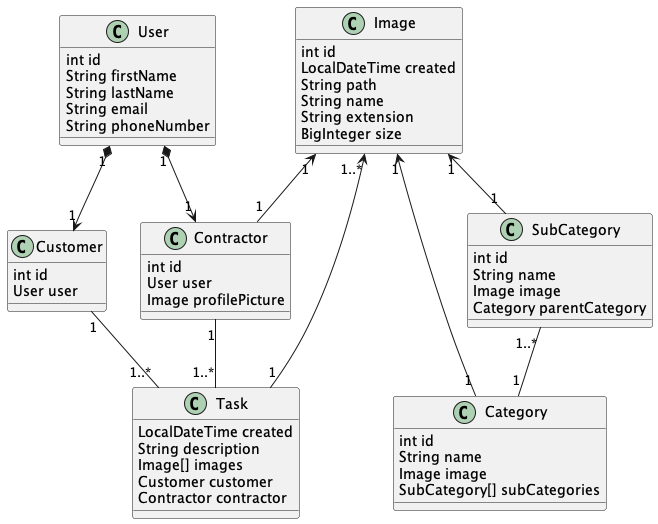 C User
int id
String firstName
String lastName
String email
String phoneNumber
C Image
int id
LocalDateTime created
String path
String name
String extension
BigInteger size
1
1
1
1..*
1
1
1
1
1
1
C Customer
int id
User user
C Contractor
int id
User user
Image profilePicture
C SubCategory
int id
String name
Image image
Category parentCategory
1
1
1..*
1..*
1..*
1
1
1
C Task
LocalDateTime created
String description
Image[] images
Customer customer
Contractor contractor
C Category
int id
String name
Image image
SubCategory[] subCategories